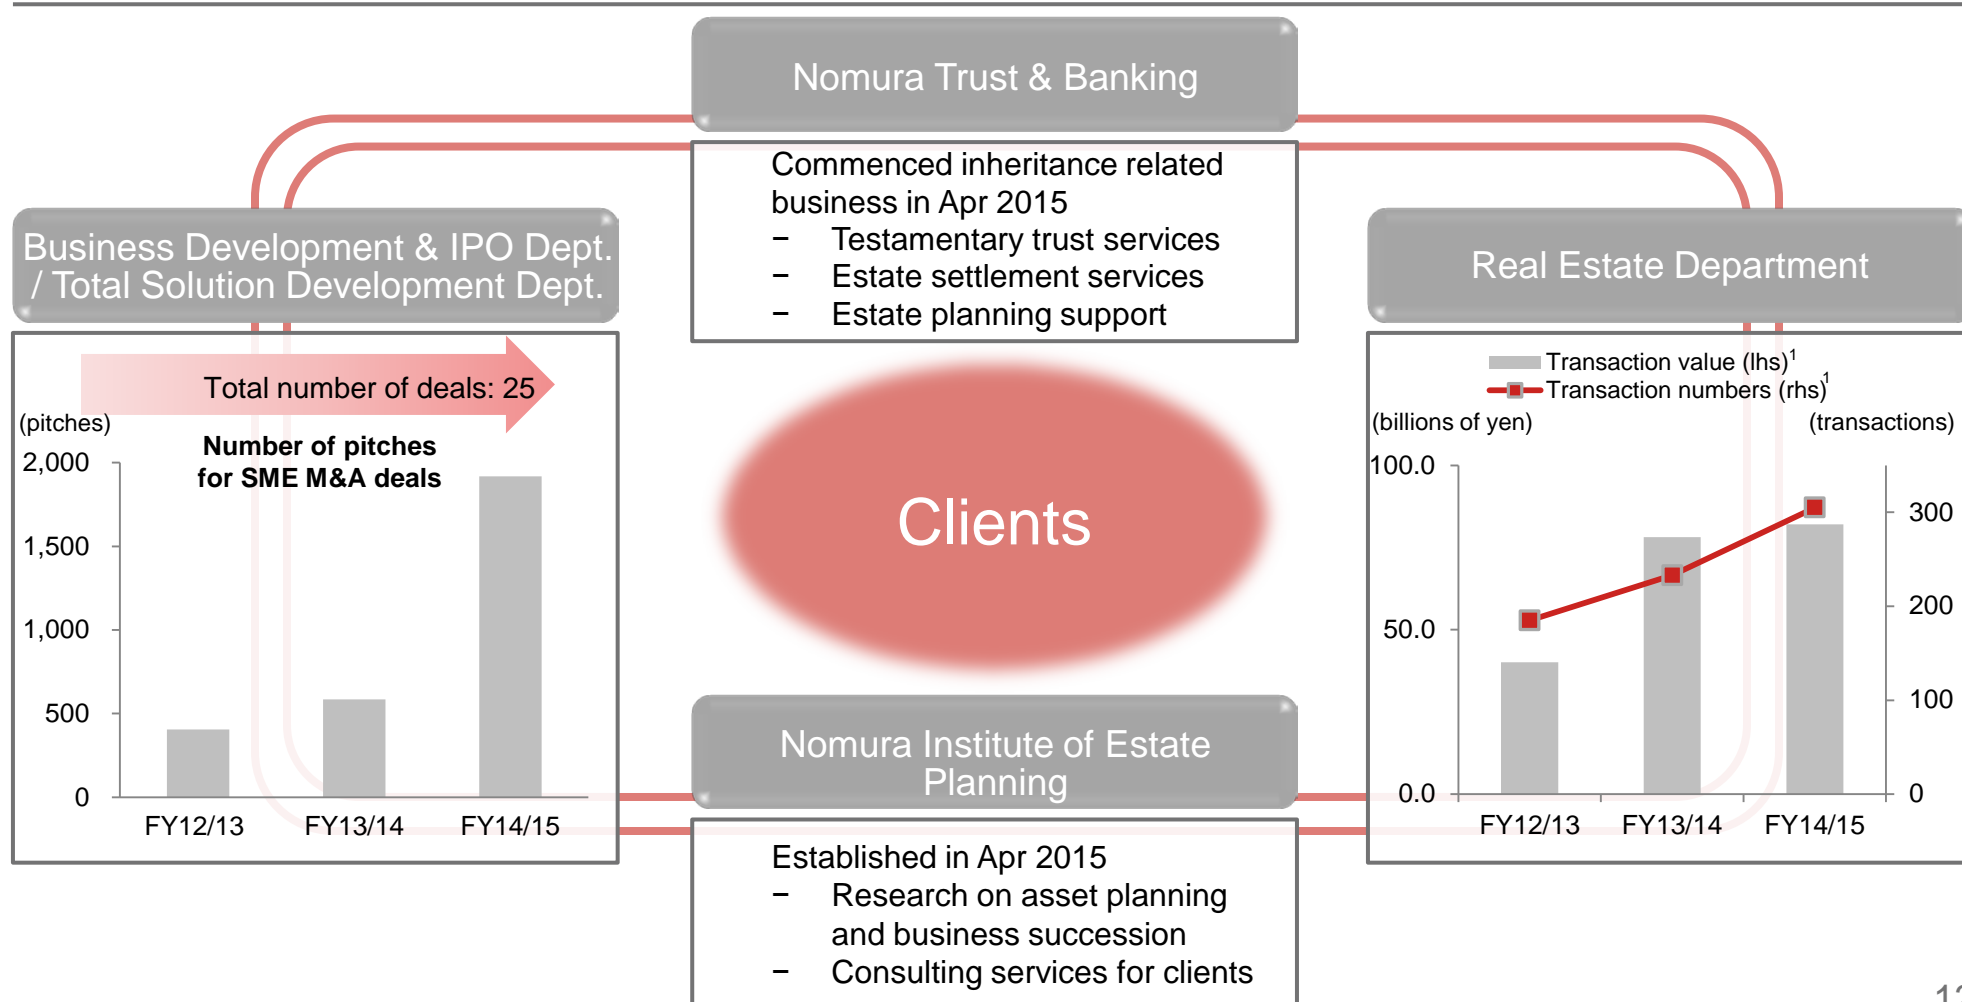 Nomura Trust & Banking
Commenced inheritance related
business in Apr 2015
− Testamentary trust services
− Estate settlement services
− Estate planning support
Business Development & IPO Dept.
/ Total Solution Development Dept.
Total number of deals: 25
(pitches)
Number of pitches
for SME M&A deals
2,000
1,500
1,000
500
0
FY12/13 FY13/14 FY14/15
Clients
Real Estate Department
Transaction value (lhs)1
Transaction numbers (rhs)1
(billions of yen) (transactions)
100.0
50.0
0.0
300
200
100
0
FY12/13 FY13/14 FY14/15
Nomura Institute of Estate
Planning
Established in Apr 2015
− Research on asset planning
and business succession
− Consulting services for clients